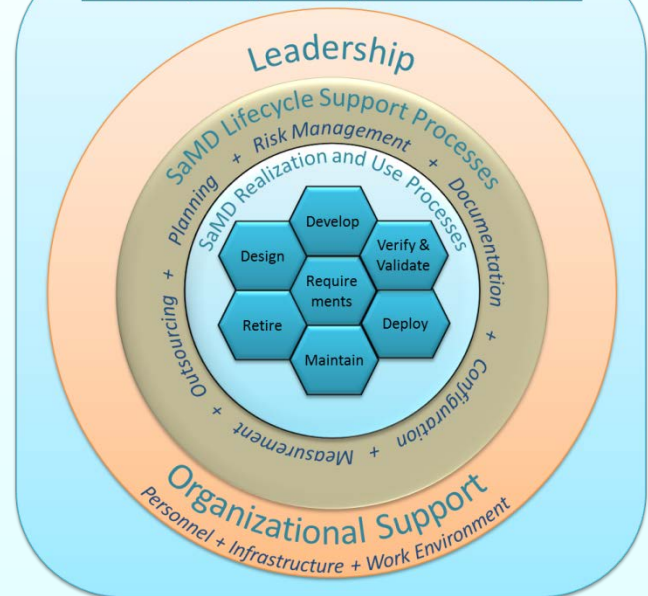 Leadership
SaMD Lifecycle Support Processes
Planning + Risk Management + Documentation + Configuration + Measurement + Outsourcing +
SaMD Realization and Use Processes
Develop
Design
Verify &
Validate
Require
ments
Retire
Deploy
Maintain
Organizational Support
Personnel + Infrastructure + Work Environment